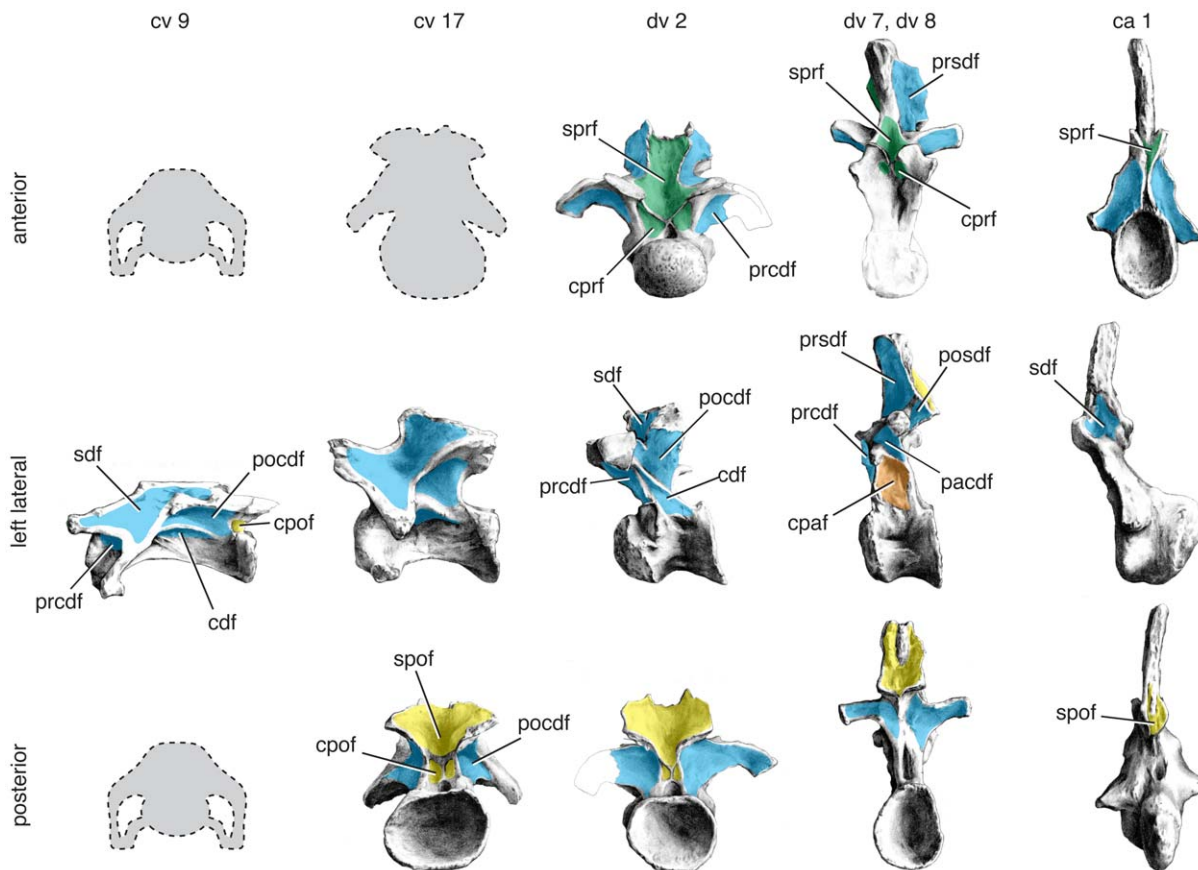 cv 9
cv 17
dv 2
dv 7, dv 8
ca 1
anterior
sprf
cprf
prcdf
sprf
prsdf
cprf
sprf
left lateral
sdf
pocdf
cpof
prcdf
cdf
sdf
pocdf
prcdf
cdf
prsdf
posdf
prcdf
pacdf
cpaf
sdf
posterior
spof
cpof
pocdf
spof